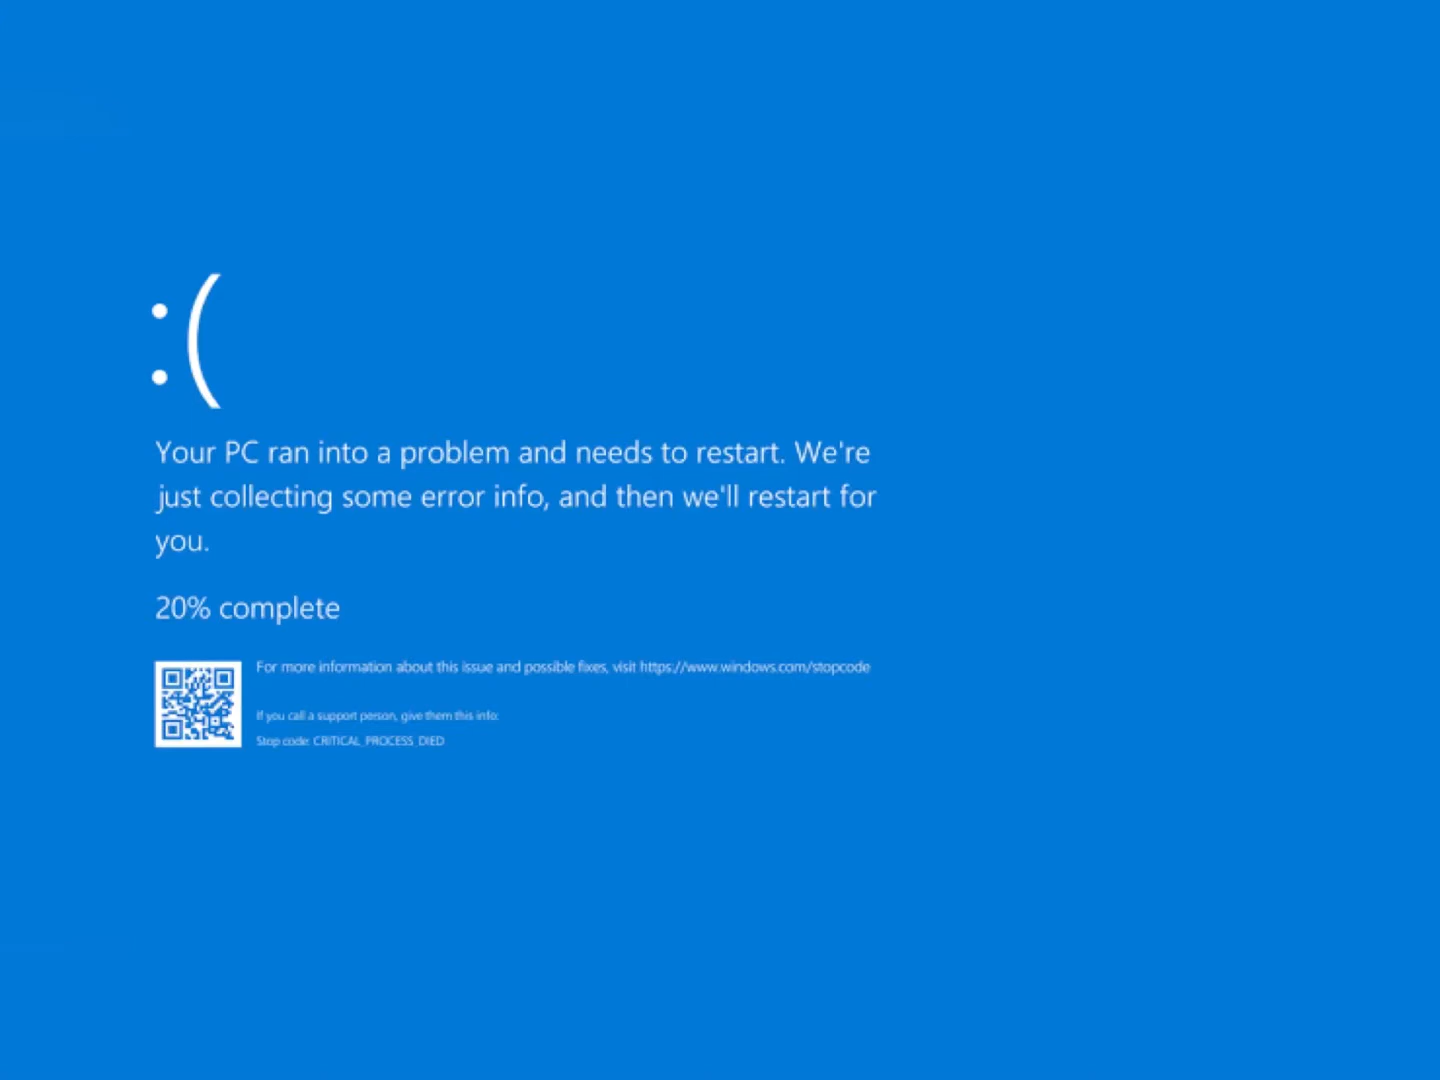 :(
Your PC ran into a problem and needs to restart. We're
just collecting some error info, and then we'll restart for
you.
20% complete
For more information about this issue and possible fixes, visit https://www.windows.com/stopcode
If you call a support person, give them this info:
Stop code: CRITICAL_PROCESS_DIED